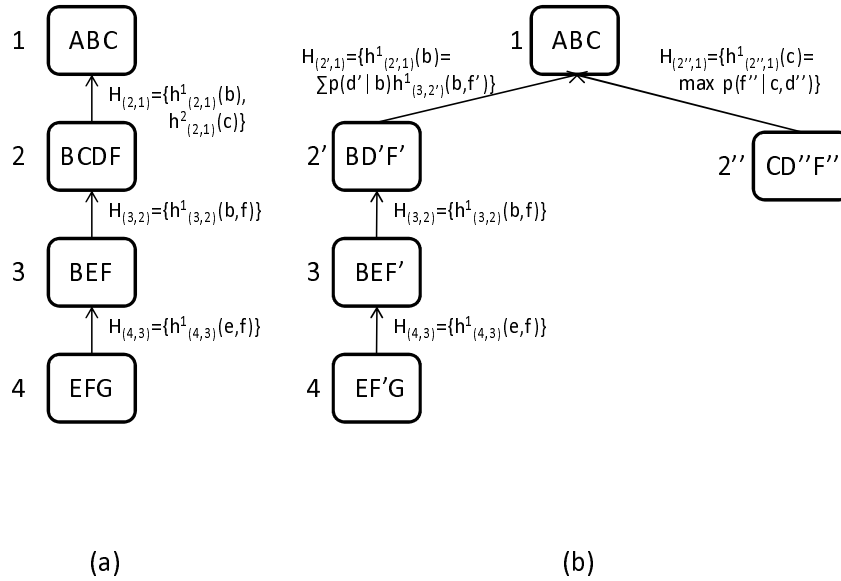 1 ABC
H(2,1)={h¹(2,1)(b),
h²(2,1)(c)}
2 BCDF
H(3,2)={h¹(3,2)(b,f)}
3 BEF
H(4,3)={h¹(4,3)(e,f)}
4 EFG
(a)
1 ABC
H(2',1)={h¹(2',1)(b)=
∑p(d'|b)h¹(3,2')(b,f')}
H(2'',1)={h¹(2'',1)(c)=
max p(f''|c,d'')}
2' BD'F'
2'' CD''F''
H(3,2)={h¹(3,2)(b,f)}
3 BEF'
H(4,3)={h¹(4,3)(e,f)}
4 EF'G
(b)